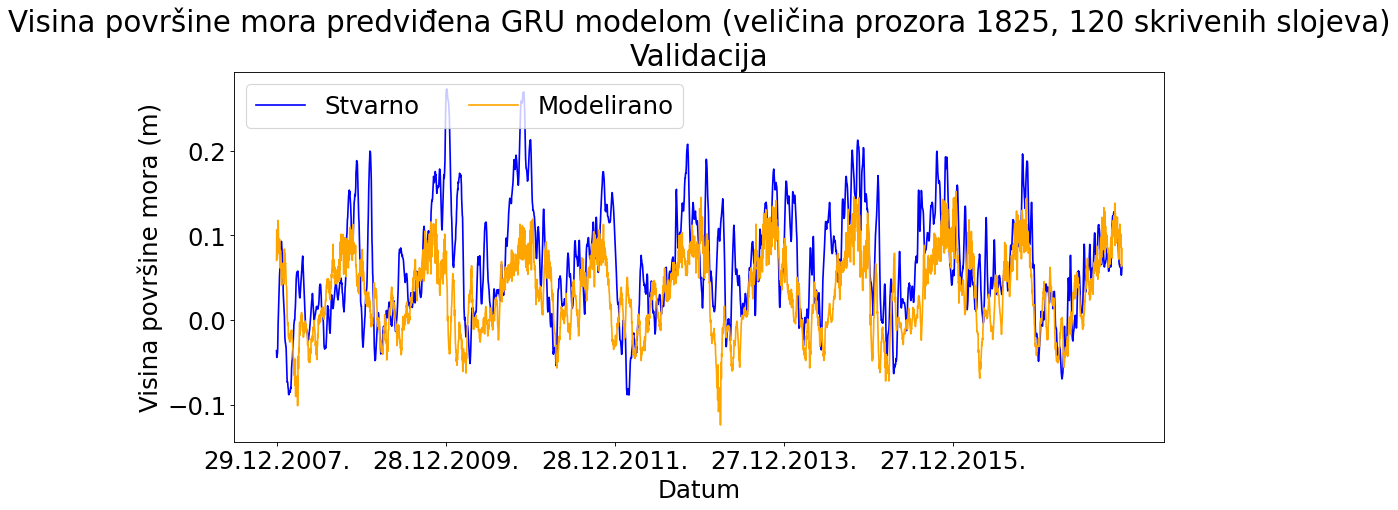 Visina površine mora predviđena GRU modelom (veličina prozora 1825, 120 skrivenih slojeva)
Validacija
Stvarno
Modelirano
Visina površine mora (m)
0.2
0.1
0.0
−0.1
29.12.2007.
28.12.2009.
28.12.2011.
27.12.2013.
27.12.2015.
Datum